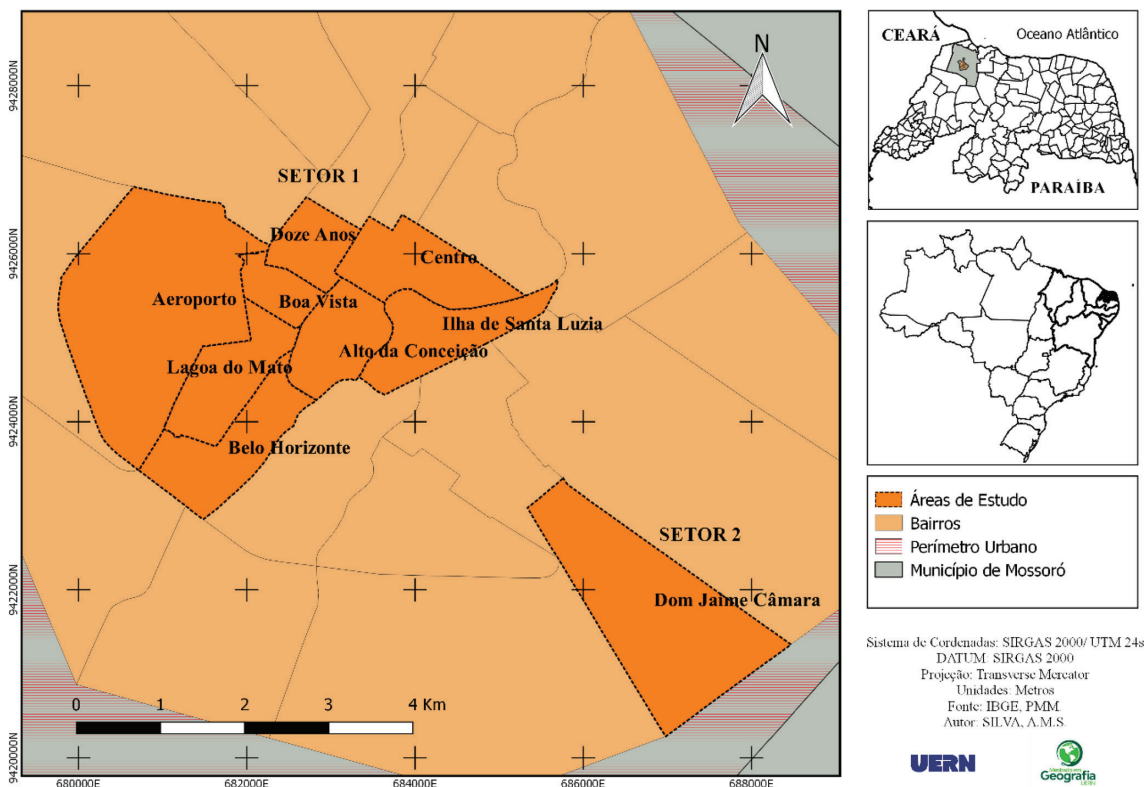 N
SETOR 1
Doze Anos
Centro
Aeroporto
Boa Vista
Ilha de Santa Luzia
Alto da Conceição
Lagoa do Mato
Belo Horizonte
SETOR 2
Dom Jaime Câmara
0 1 2 3 4 Km
9428000N
9426000N
9424000N
9422000N
9420000N
680000E
682000E
684000E
686000E
688000E
CEARÁ
Oceano Atlântico
PARAÍBA
Áreas de Estudo
Bairros
Perímetro Urbano
Município de Mossoró
Sistema de Cordenadas: SIRGAS 2000/ UTM 24s
DATUM: SIRGAS 2000
Projeção: Transverse Mercator
Unidades: Metros
Fonte: IBGE, PMM.
Autor: SILVA, A.M.S.
UERN
Mestrado em
Geografia
UERN